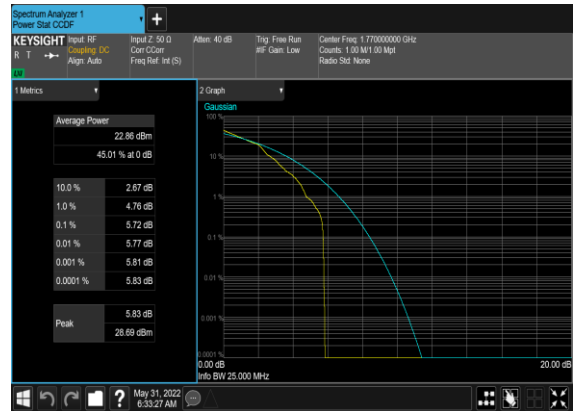 Spectrum Analyzer 1
Power Stat CCDF
KEYSIGHT
R T
LXI
Input: RF
Coupling: DC
Align: Auto
Input Z: 50 Ω
Corr CCorr
Freq Ref: Int (S)
Atten: 40 dB
Trig: Free Run
#IF Gain: Low
Center Freq: 1.770000000 GHz
Counts: 1.00 M/1.00 Mpt
Radio Std: None
1 Metrics
Average Power
22.86 dBm
45.01 % at 0 dB
10.0 % 2.67 dB
1.0 % 4.76 dB
0.1 % 5.72 dB
0.01 % 5.77 dB
0.001 % 5.81 dB
0.0001 % 5.83 dB
Peak
5.83 dB
28.69 dBm
2 Graph
Gaussian
100 %
10 %
1 %
0.1 %
0.01 %
0.001 %
0.0001 %
0.00 dB
20.00 dB
Info BW 25.000 MHz
May 31, 2022
6:33:27 AM